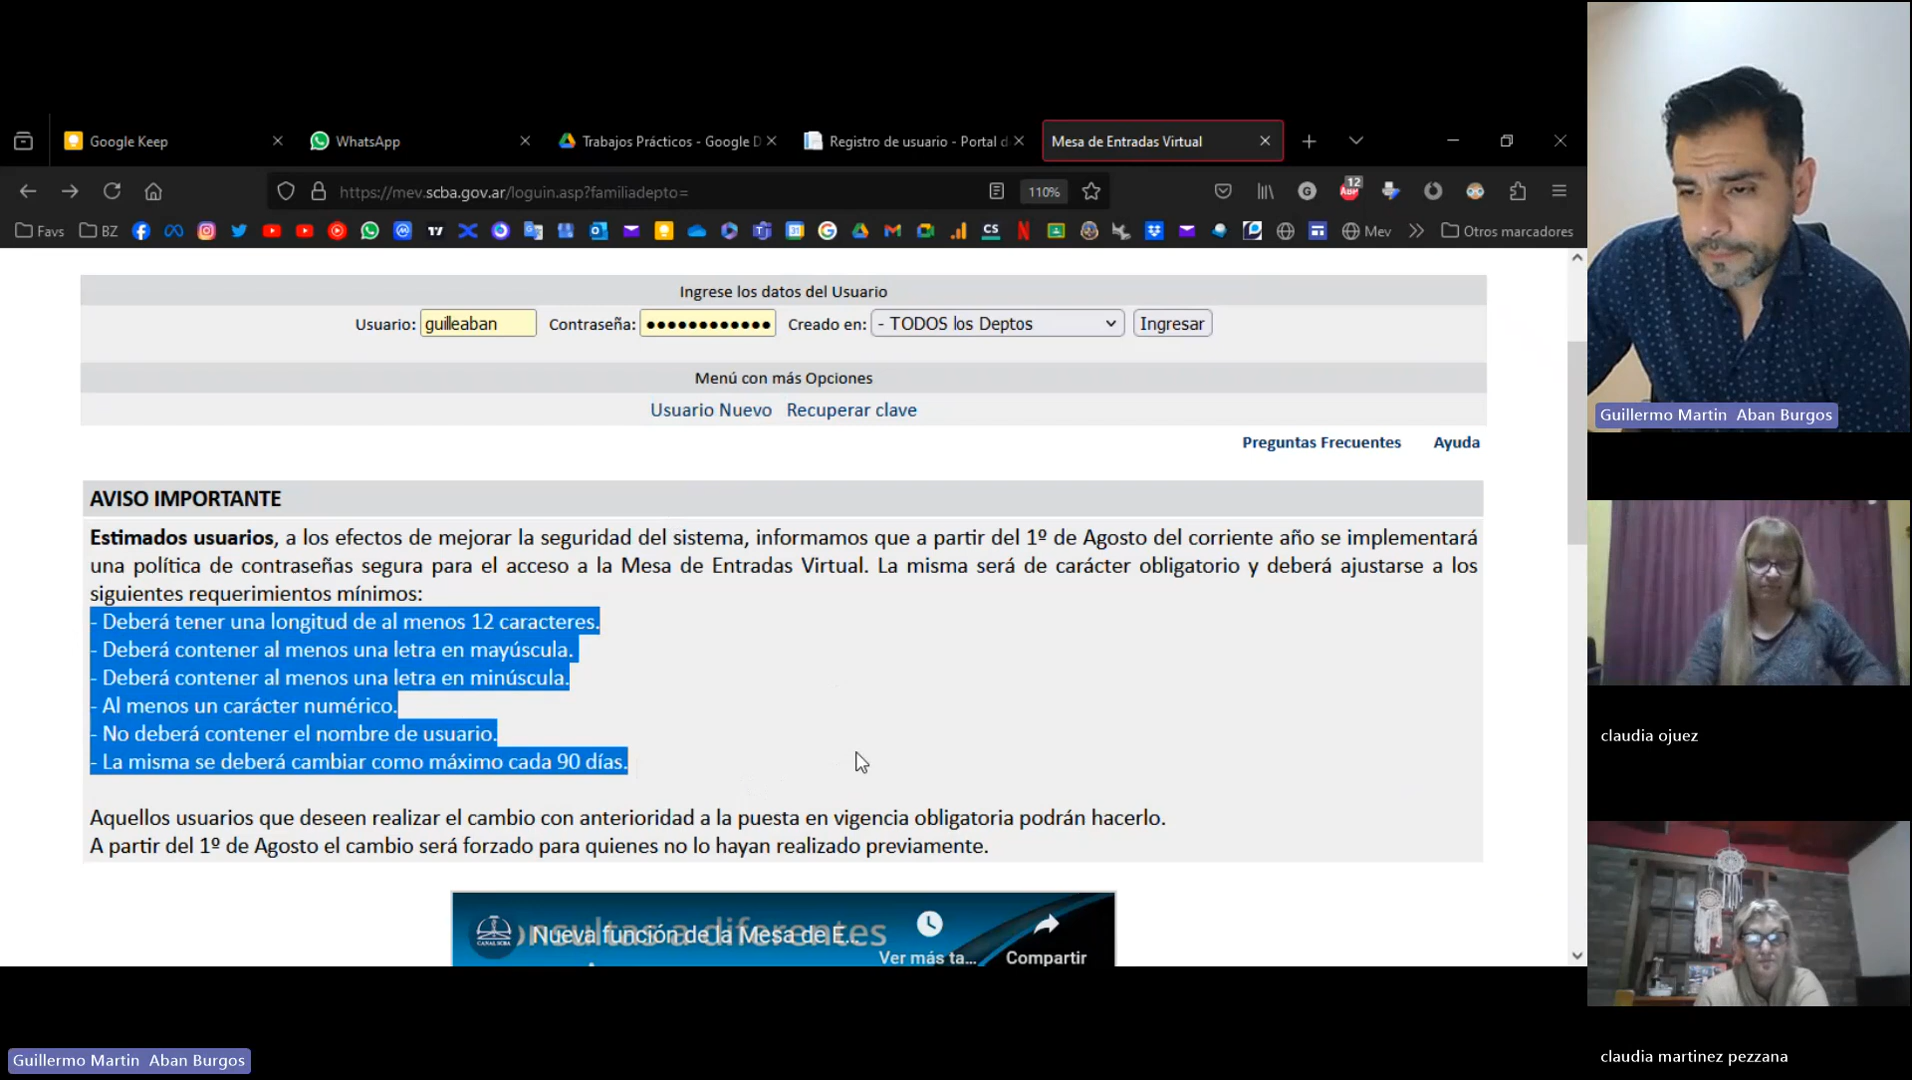 Google Keep
WhatsApp
Trabajos Prácticos - Google D
Registro de usuario - Portal d
Mesa de Entradas Virtual
https://mev.scba.gov.ar/loguin.asp?familiadepto=
110%
12
ABP
Favs
BZ
CS
Mev
Otros marcadores
Ingrese los datos del Usuario
Usuario: guilleaban Contraseña: ●●●●●●●●●●●● Creado en: - TODOS los Deptos Ingresar
Menú con más Opciones
Usuario Nuevo Recuperar clave
Preguntas Frecuentes Ayuda
AVISO IMPORTANTE
Estimados usuarios, a los efectos de mejorar la seguridad del sistema, informamos que a partir del 1º de Agosto del corriente año se implementará
una política de contraseñas segura para el acceso a la Mesa de Entradas Virtual. La misma será de carácter obligatorio y deberá ajustarse a los
siguientes requerimientos mínimos:
- Deberá tener una longitud de al menos 12 caracteres.
- Deberá contener al menos una letra en mayúscula.
- Deberá contener al menos una letra en minúscula.
- Al menos un carácter numérico.
- No deberá contener el nombre de usuario.
- La misma se deberá cambiar como máximo cada 90 días.
Aquellos usuarios que deseen realizar el cambio con anterioridad a la puesta en vigencia obligatoria podrán hacerlo.
A partir del 1º de Agosto el cambio será forzado para quienes no lo hayan realizado previamente.
onsultas a diferentes
CANAL SCBA
Nueva función de la Mesa de E...
Ver más ta...
Compartir
Guillermo Martin Aban Burgos
claudia ojuez
claudia martinez pezzana
Guillermo Martin Aban Burgos